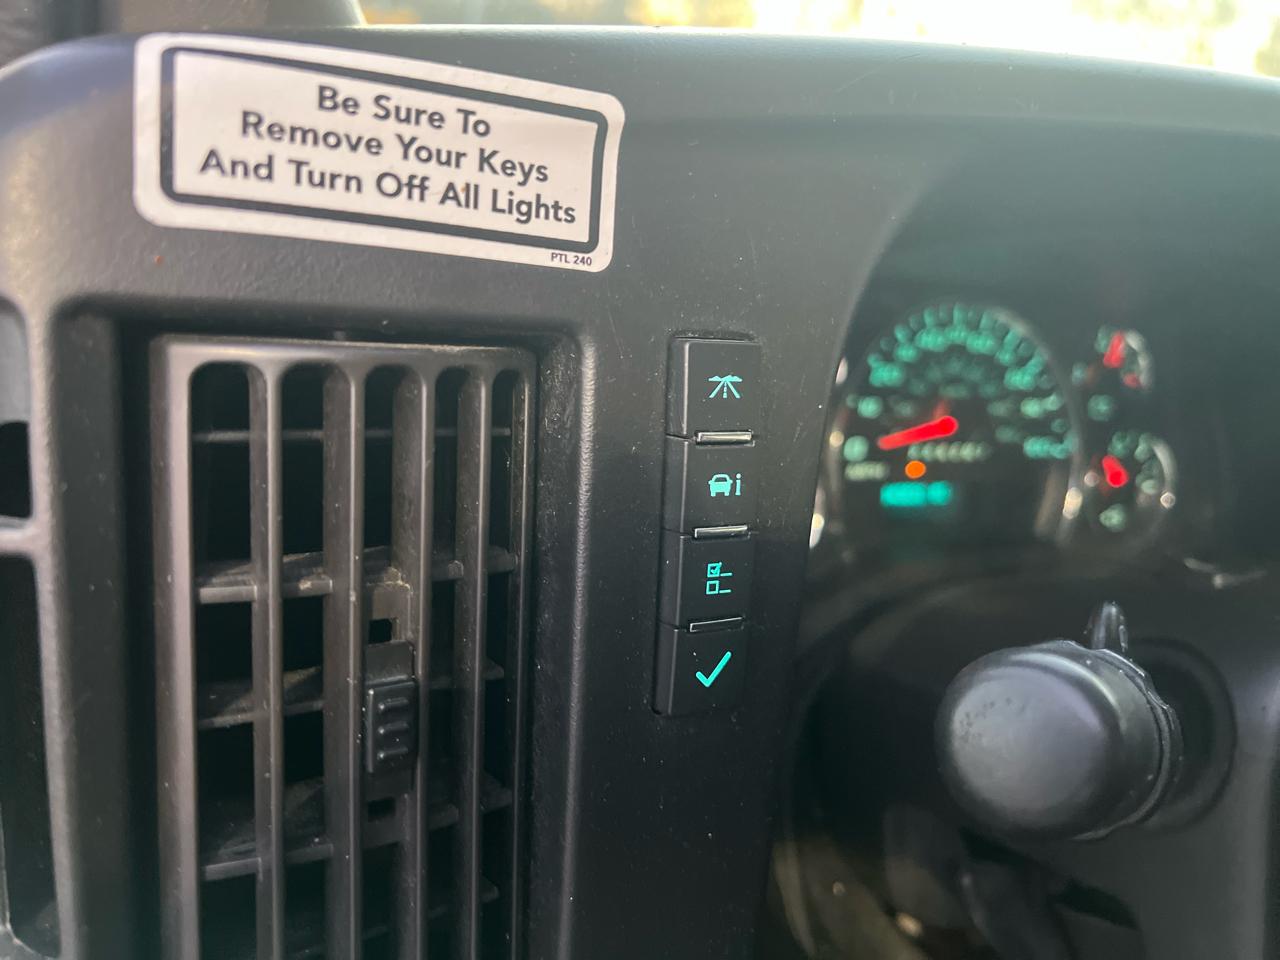 Be Sure To
Remove Your Keys
And Turn Off All Lights
PTL 240
i